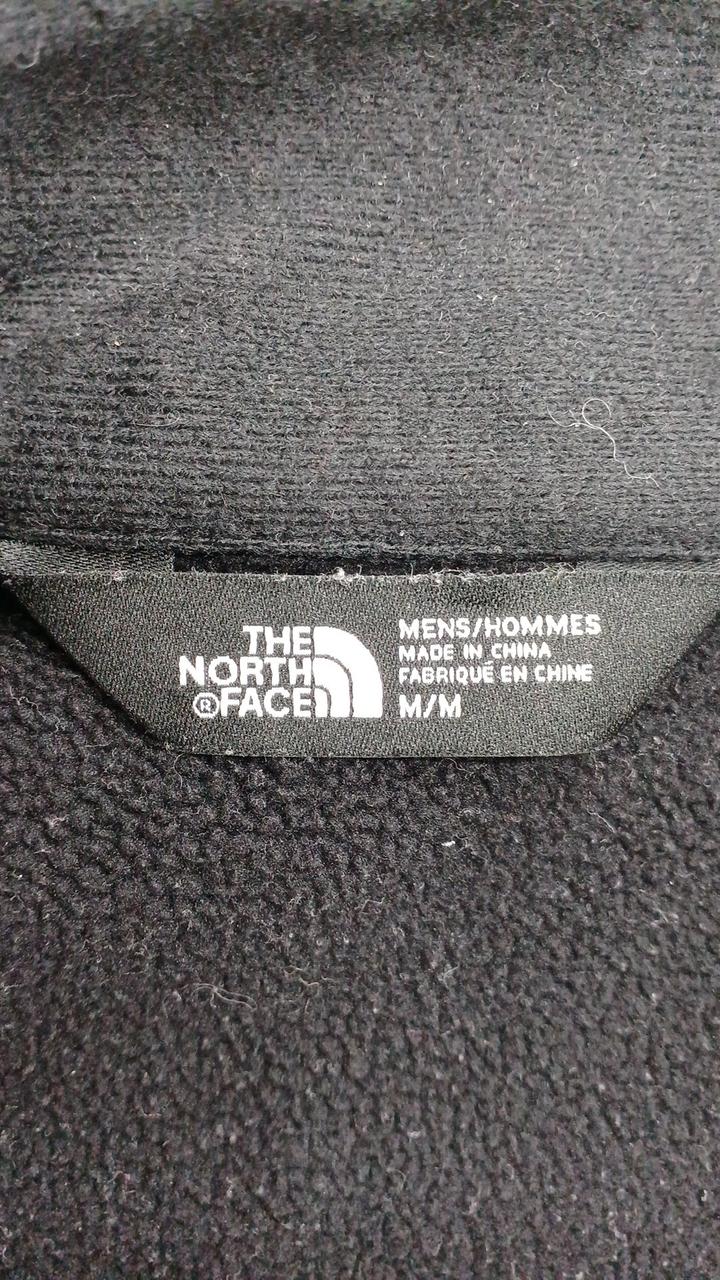 THE
NORTH
®FACE
MENS/HOMMES
MADE IN CHINA
FABRIQUÉ EN CHINE
M/M